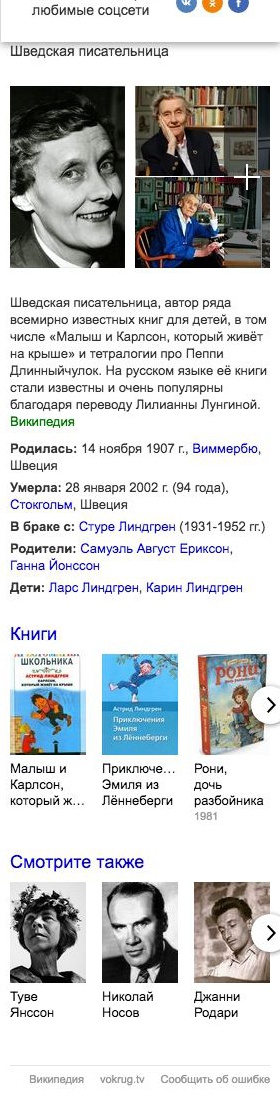 любимые соцсети
Шведская писательница
Шведская писательница, автор ряда
всемирно известных книг для детей, в том
числе «Малыш и Карлсон, который живёт
на крыше» и тетралогии про Пеппи
Длинныйчулок. На русском языке её книги
стали известны и очень популярны
благодаря переводу Лилианны Лунгиной.
Википедия
Родилась: 14 ноября 1907 г., Виммербю,
Швеция
Умерла: 28 января 2002 г. (94 года),
Стокгольм, Швеция
В браке с: Стуре Линдгрен (1931-1952 гг.)
Родители: Самуэль Август Ериксон,
Ганна Йонссон
Дети: Ларс Линдгрен, Карин Линдгрен
Книги
ШКОЛЬНИКА
АСТРИД ЛИНДГРЕН
Астрид Линдгрен
Приключения
Эмиля
из Лённеберги
РОНИ
Малыш и
Карлсон,
который ж...
Приключе...
Эмиля из
Лённеберги
Рони,
дочь
разбойника
1981
Смотрите также
Туве
Янссон
Николай
Носов
Джанни
Родари
Википедия vokrug.tv Сообщить об ошибке